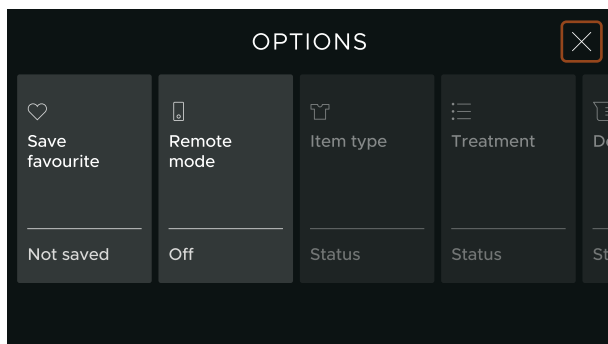 OPTIONS
Save
favourite
Not saved
Remote
mode
Off
Item type
Status
Treatment
Status